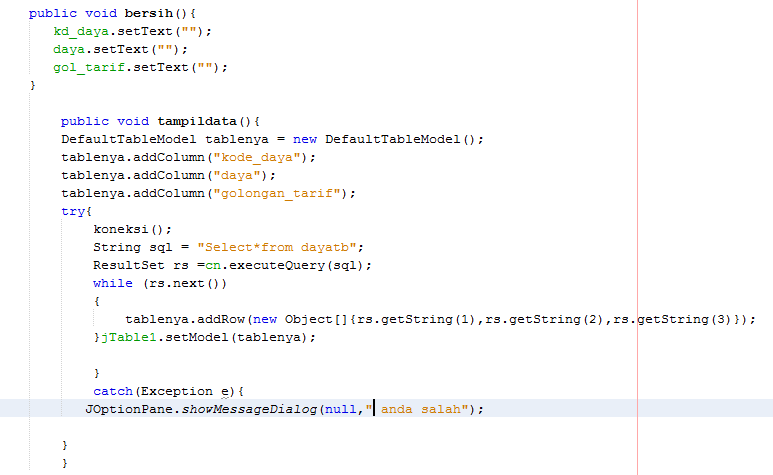 public void bersih(){
kd_daya.setText("");
daya.setText("");
gol_tarif.setText("");
}
public void tampildata(){
DefaultTableModel tablenya = new DefaultTableModel();
tablenya.addColumn("kode_daya");
tablenya.addColumn("daya");
tablenya.addColumn("golongan_tarif");
try{
koneksi();
String sql = "Select*from dayatb";
ResultSet rs =cn.executeQuery(sql);
while (rs.next())
{
tablenya.addRow(new Object[]{rs.getString(1),rs.getString(2),rs.getString(3)});
}jTable1.setModel(tablenya);
}
catch(Exception e){
JOptionPane.showMessageDialog(null," anda salah");
}
}